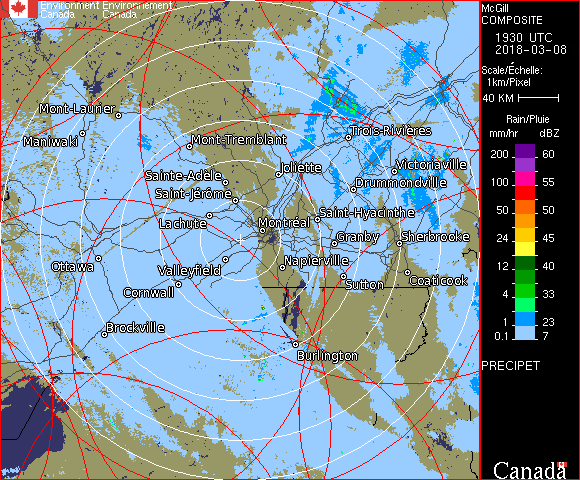 Environment Environnement
Canada Canada
McGill
COMPOSITE
1930 UTC
2018-03-08
Scale/Échelle:
1km/Pixel
40 KM
Rain/Pluie
mm/hr dBZ
200 60
100 55
50 50
24 45
12 40
4 33
1 23
0.1 7
PRECIPET
Canada
Mont-Laurier
Maniwaki
Mont-Tremblant
Trois-Rivières
Joliette
Victoriaville
Sainte-Adèle
Drummondville
Saint-Jérôme
Saint-Hyacinthe
Lachute
Montréal
Granby
Sherbrooke
Ottawa
Valleyfield
Napierville
Cornwall
Sutton
Coaticook
Brockville
Burlington